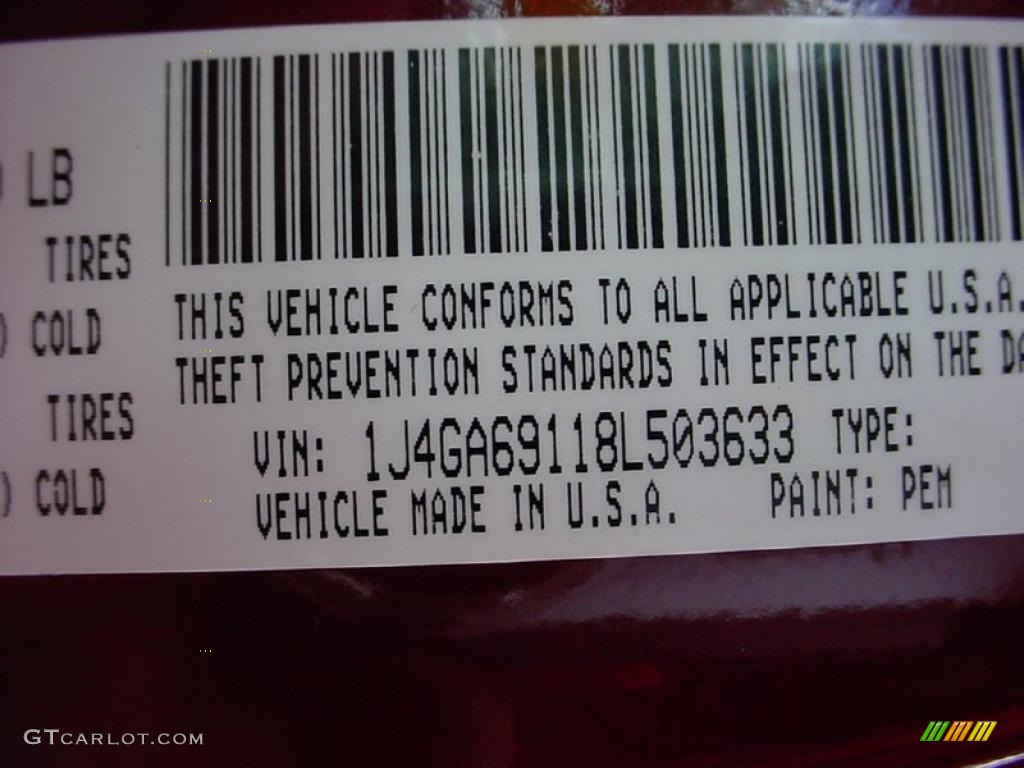 LB
TIRES
COLD
TIRES
COLD
THIS VEHICLE CONFORMS TO ALL APPLICABLE U.S.A.
THEFT PREVENTION STANDARDS IN EFFECT ON THE
VIN: 1J4GA69118L503633 TYPE:
VEHICLE MADE IN U.S.A. PAINT: PEM
GTCARLOT.COM